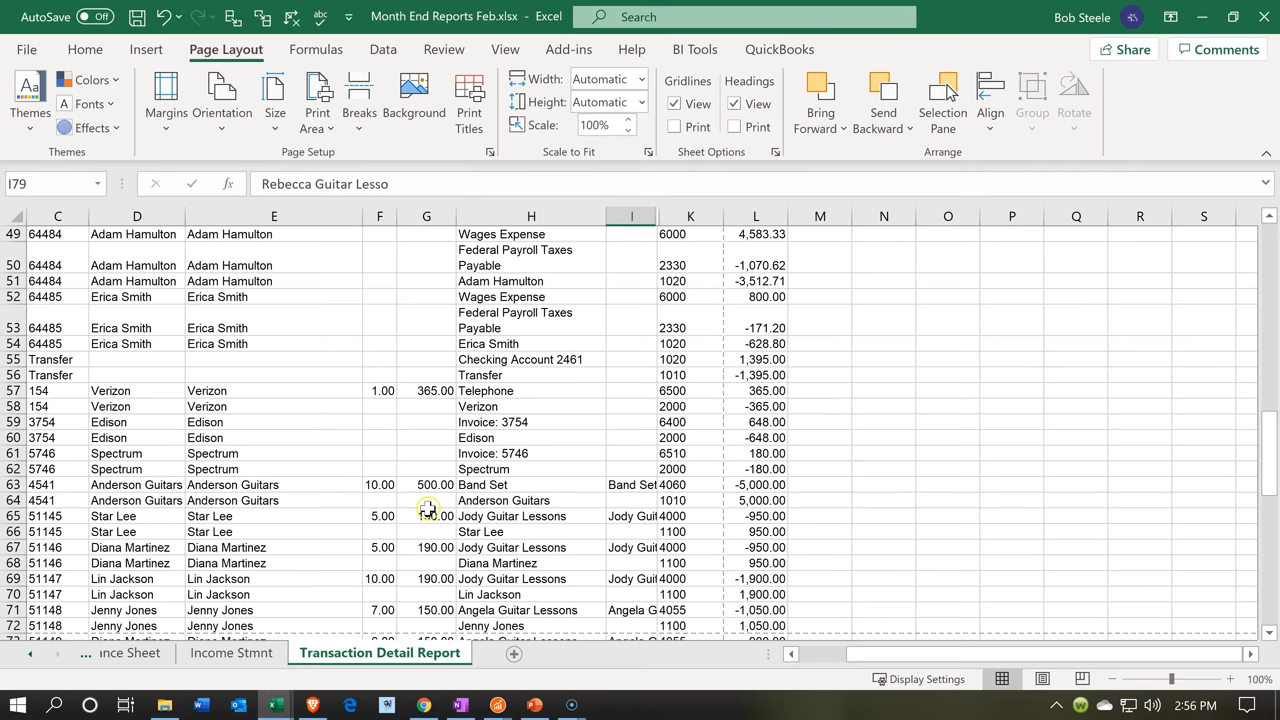 AutoSave Off Month End Reports Feb.xlsx - Excel Search Bob Steele BS
File Home Insert Page Layout Formulas Data Review View Add-ins Help BI Tools QuickBooks Share Comments
Aa Colors Width: Automatic Gridlines Headings
Fonts Height: Automatic View View
Themes Effects Margins Orientation Size Print Area Breaks Background Print Titles Scale: 100% Print Print Bring Forward Send Backward Selection Pane Align Group Rotate
Themes Page Setup Scale to Fit Sheet Options Arrange
I79 fx Rebecca Guitar Lesso
C D E F G H I K L M N O P Q R S
49 64484 Adam Hamilton Adam Hamilton Wages Expense 6000 4,583.33
Federal Payroll Taxes
50 64484 Adam Hamilton Adam Hamilton Payable 2330 -1,070.62
51 64484 Adam Hamilton Adam Hamilton Adam Hamilton 1020 -3,512.71
52 64485 Erica Smith Erica Smith Wages Expense 6000 800.00
Federal Payroll Taxes
53 64485 Erica Smith Erica Smith Payable 2330 -171.20
54 64485 Erica Smith Erica Smith Erica Smith 1020 -628.80
55 Transfer Checking Account 2461 1020 1,395.00
56 Transfer Transfer 1010 -1,395.00
57 154 Verizon Verizon 1.00 365.00 Telephone 6500 365.00
58 154 Verizon Verizon Verizon 2000 -365.00
59 3754 Edison Edison Invoice: 3754 6400 648.00
60 3754 Edison Edison Edison 2000 -648.00
61 5746 Spectrum Spectrum Invoice: 5746 6510 180.00
62 5746 Spectrum Spectrum Spectrum 2000 -180.00
63 4541 Anderson Guitars Anderson Guitars 10.00 500.00 Band Set Band Set 4060 -5,000.00
64 4541 Anderson Guitars Anderson Guitars Anderson Guitars 1010 5,000.00
65 51145 Star Lee Star Lee 5.00 Jody Guitar Lessons Jody Guit 4000 -950.00
66 51145 Star Lee Star Lee Star Lee 1100 950.00
67 51146 Diana Martinez Diana Martinez 5.00 190.00 Jody Guitar Lessons Jody Guit 4000 -950.00
68 51146 Diana Martinez Diana Martinez Diana Martinez 1100 950.00
69 51147 Lin Jackson Lin Jackson 10.00 190.00 Jody Guitar Lessons Jody Guit 4000 -1,900.00
70 51147 Lin Jackson Lin Jackson Lin Jackson 1100 1,900.00
71 51148 Jenny Jones Jenny Jones 7.00 150.00 Angela Guitar Lessons Angela G 4055 -1,050.00
72 51148 Jenny Jones Jenny Jones Jenny Jones 1100 1,050.00
... ance Sheet Income Stmnt Transaction Detail Report
Display Settings 100%
2:56 PM